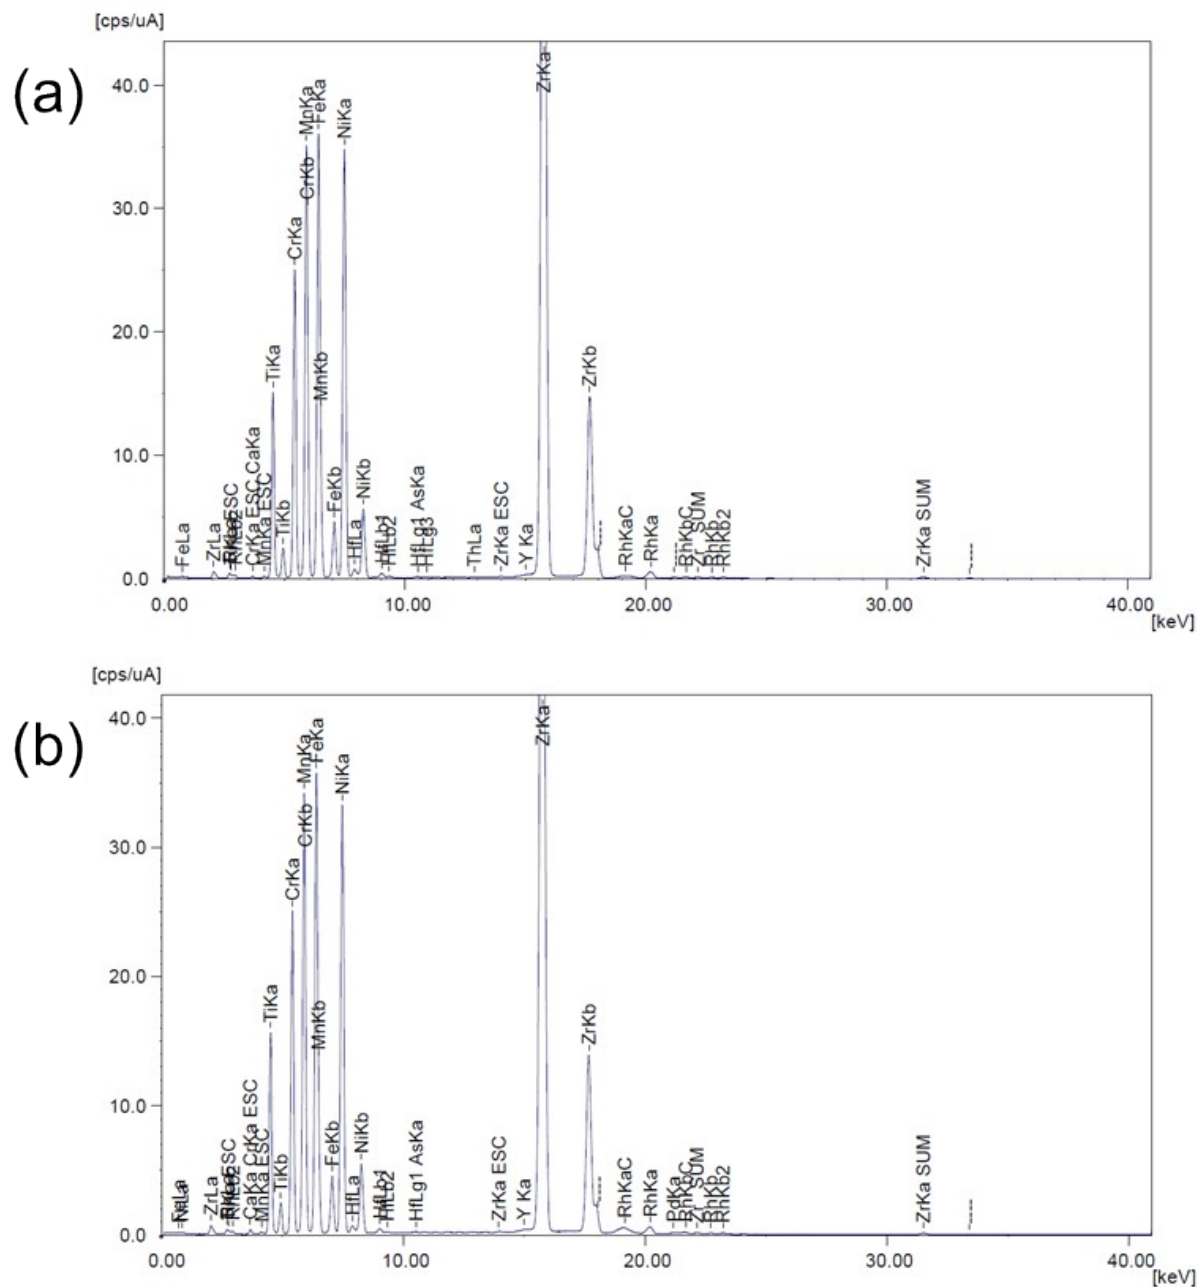 [cps/uA]
(a)
40.0
30.0
20.0
10.0
0.0
FeLa
ZrLa
CrKa ESC CaKa
MnKa ESC
TiKa
TiKb
CrKa
MnKa
CrKb
FeKa
MnKb
FeKb
NiKa
HfLa
NiKb
HfLb1
HfLb2
HfLg1 AsKa
HfLg3
ThLa
ZrKa ESC
Y Ka
ZrKa
ZrKb
RhKaC
RhKa
RhKbC
Zr SUM
RhKb
RhKb2
ZrKa SUM
0.00
10.00
20.00
30.00
40.00
[keV]
[cps/uA]
(b)
40.0
30.0
20.0
10.0
0.0
FeLa
NiLa
ZrLa
CaKa CrKa ESC
MnKa ESC
TiKa
TiKb
CrKa
MnKa
CrKb
FeKa
MnKb
FeKb
NiKa
HfLa
NiKb
HfLb1
HfLb2
HfLg1 AsKa
ZrKa ESC
Y Ka
ZrKa
ZrKb
RhKaC
RhKa
PdKa
RhKbC
Zr SUM
RhKb
RhKb2
ZrKa SUM
0.00
10.00
20.00
30.00
40.00
[keV]